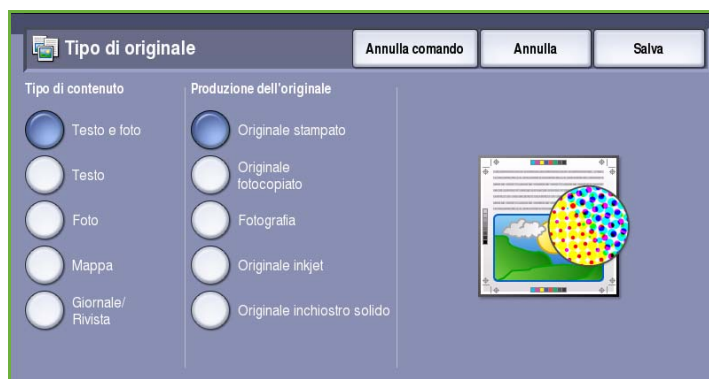 Tipo di originale
Annulla comando
Annulla
Salva
Tipo di contenuto
Produzione dell'originale
Testo e foto
Originale stampato
Testo
Originale
fotocopiato
Foto
Fotografia
Mappa
Originale inkjet
Giornale/
Rivista
Originale inchiostro solido